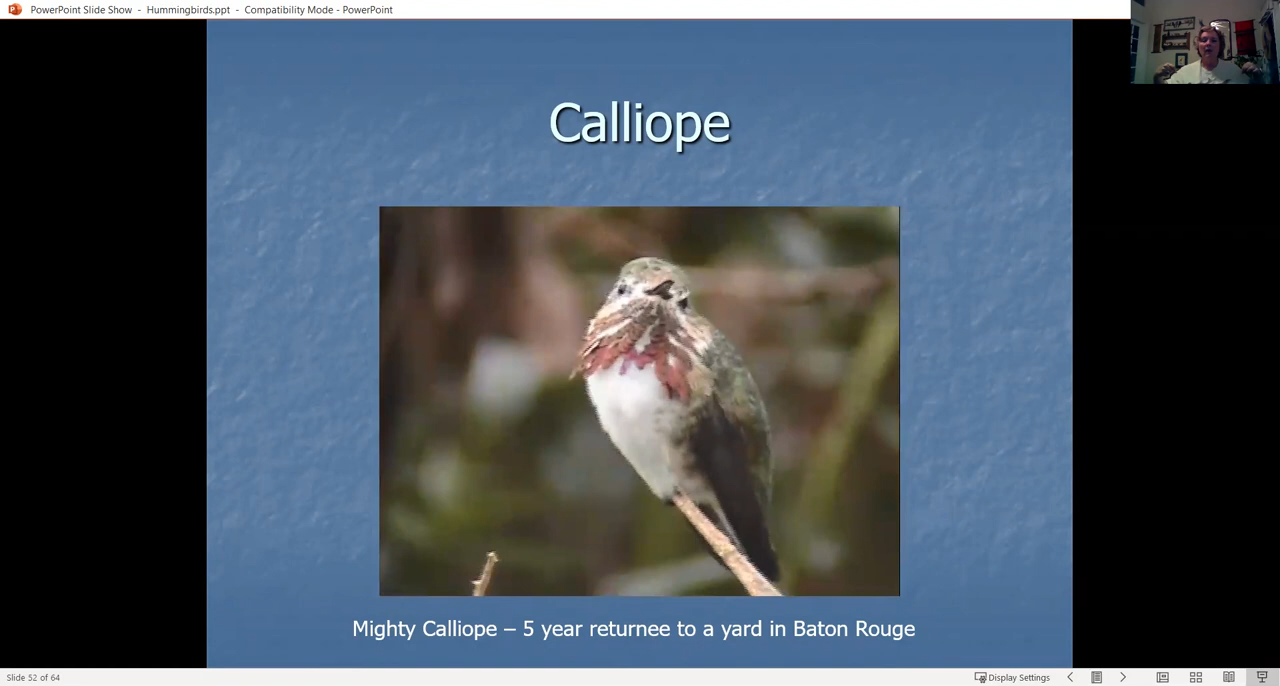 PowerPoint Slide Show - Hummingbirds.ppt - Compatibility Mode - PowerPoint
Calliope
Mighty Calliope – 5 year returnee to a yard in Baton Rouge
Slide 52 of 64
Display Settings